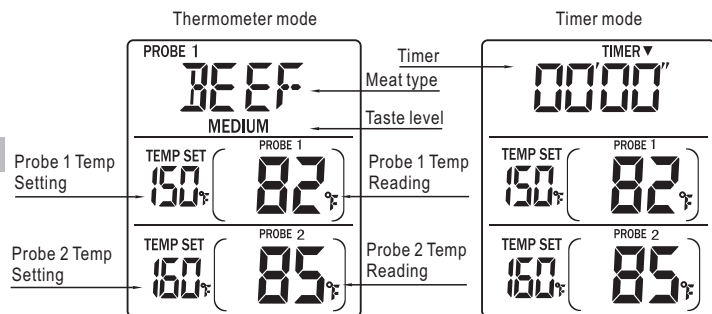 Thermometer mode
Timer mode
PROBE 1
BEEF
MEDIUM
TEMP SET
150°F
PROBE 1
82°F
TEMP SET
160°F
PROBE 2
85°F
Timer
Meat type
Taste level
Probe 1 Temp
Setting
Probe 1 Temp
Reading
Probe 2 Temp
Setting
Probe 2 Temp
Reading
TIMER▼
00'00"
TEMP SET
150°F
PROBE 1
82°F
TEMP SET
160°F
PROBE 2
85°F